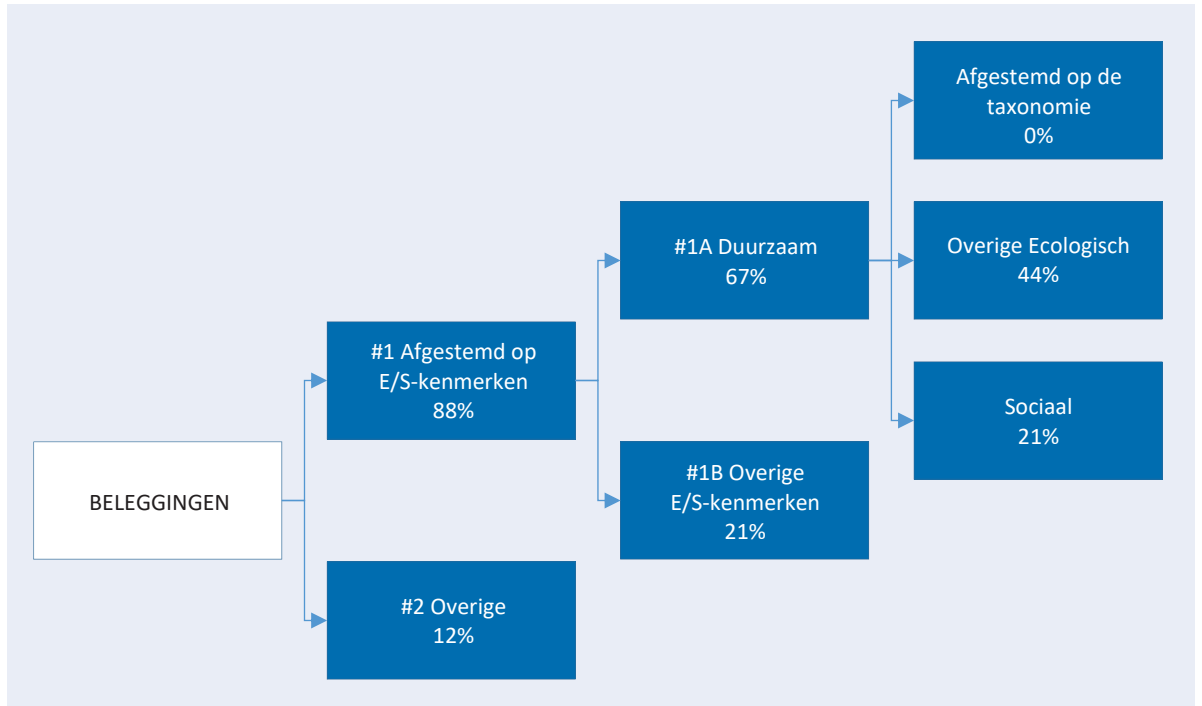 BELEGGINGEN
#1 Afgestemd op
E/S-kenmerken
88%
#2 Overige
12%
#1A Duurzaam
67%
#1B Overige
E/S-kenmerken
21%
Afgestemd op de
taxonomie
0%
Overige Ecologisch
44%
Sociaal
21%